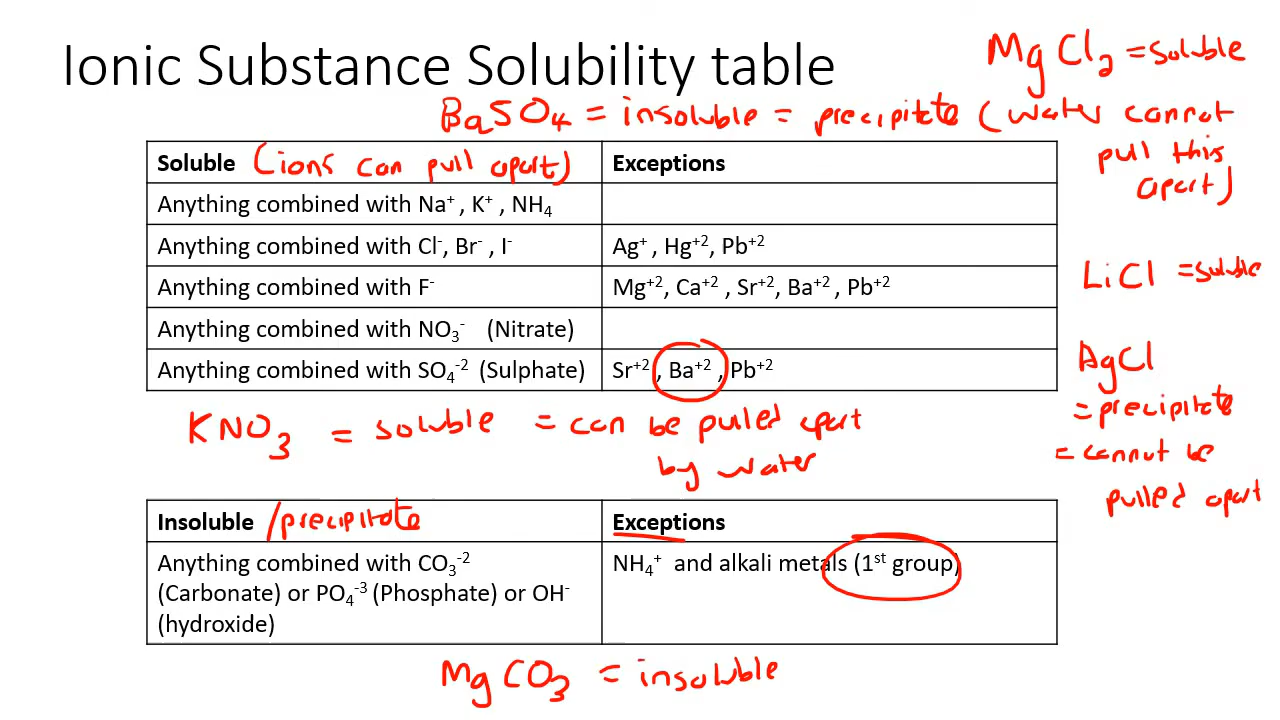 Ionic Substance Solubility table
MgCl₂ = soluble
BaSO₄ = insoluble = precipitate (water cannot
pull this
apart)
Soluble (ions can pull apart) Exceptions
Anything combined with Na⁺ , K⁺ , NH₄
Anything combined with Cl⁻, Br⁻ , I⁻ Ag⁺ , Hg⁺², Pb⁺²
LiCl = soluble
Anything combined with F⁻ Mg⁺², Ca⁺² , Sr⁺², Ba⁺² , Pb⁺²
Anything combined with NO₃⁻ (Nitrate)
Anything combined with SO₄⁻² (Sulphate) Sr⁺² , Ba⁺² , Pb⁺²
AgCl
= precipitate
= cannot be
pulled apart
KNO₃ = soluble = can be pulled apart
by water
Insoluble /precipitate Exceptions
Anything combined with CO₃⁻² NH₄⁺ and alkali metals (1ˢᵗ group)
(Carbonate) or PO₄⁻³ (Phosphate) or OH⁻
(hydroxide)
MgCO₃ = insoluble